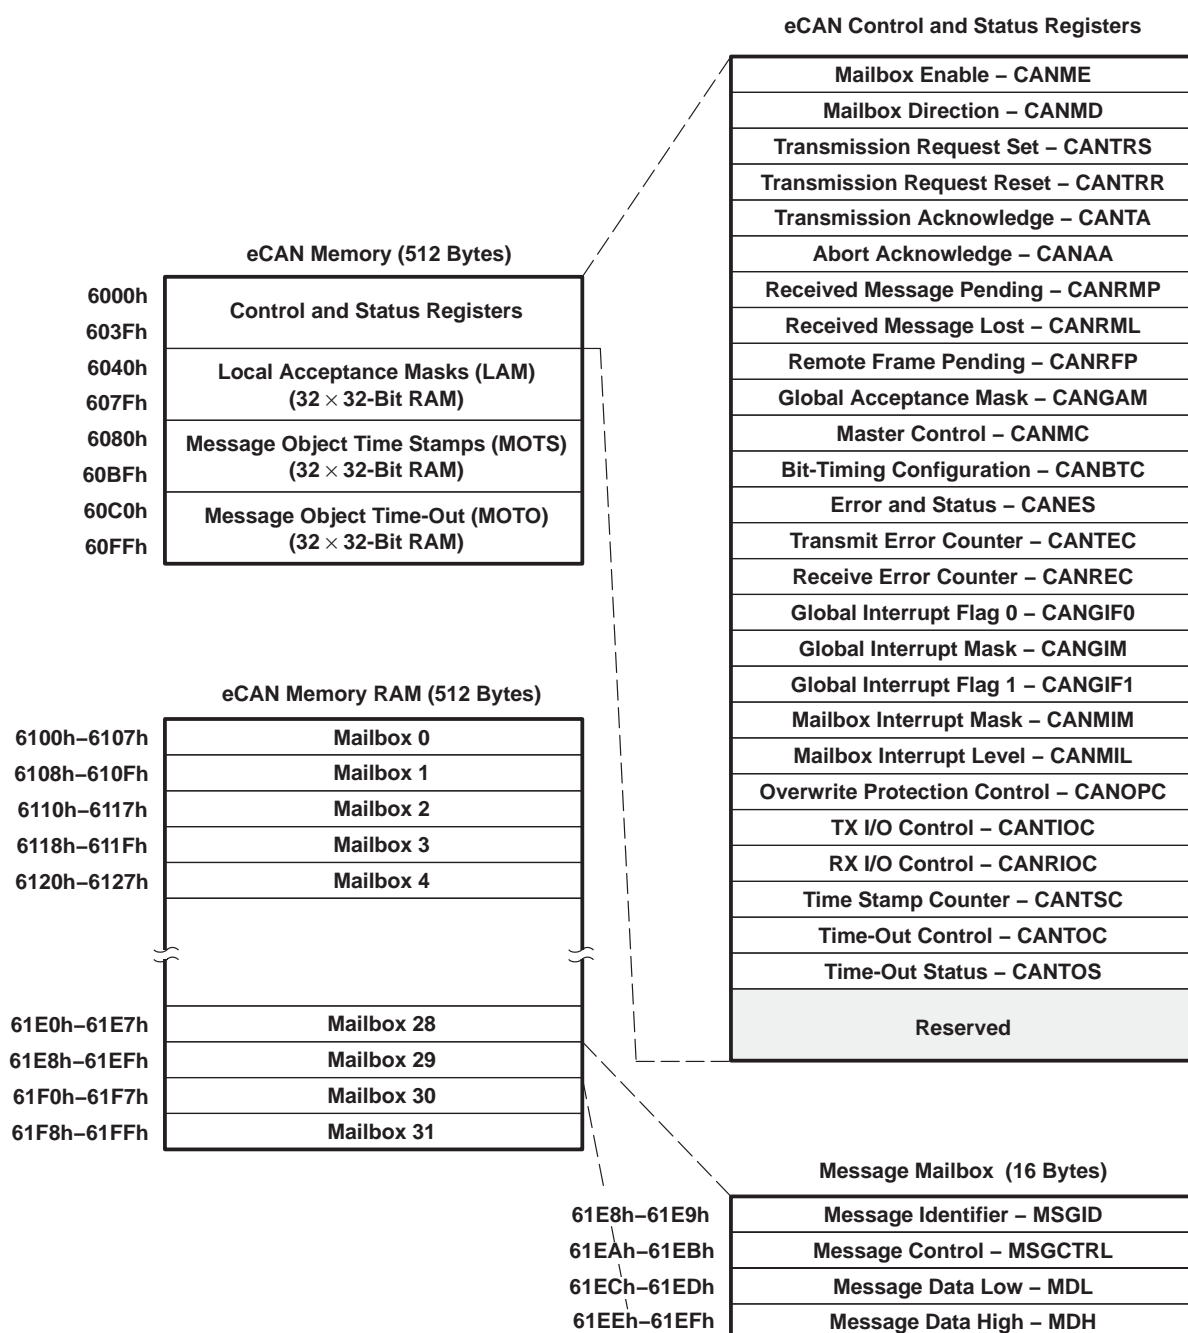 eCAN Control and Status Registers
Mailbox Enable – CANME
Mailbox Direction – CANMD
Transmission Request Set – CANTRS
Transmission Request Reset – CANTRR
Transmission Acknowledge – CANTA
Abort Acknowledge – CANAA
Received Message Pending – CANRMP
Received Message Lost – CANRML
Remote Frame Pending – CANRFP
Global Acceptance Mask – CANGAM
Master Control – CANMC
Bit-Timing Configuration – CANBTC
Error and Status – CANES
Transmit Error Counter – CANTEC
Receive Error Counter – CANREC
Global Interrupt Flag 0 – CANGIF0
Global Interrupt Mask – CANGIM
Global Interrupt Flag 1 – CANGIF1
Mailbox Interrupt Mask – CANMIM
Mailbox Interrupt Level – CANMIL
Overwrite Protection Control – CANOPC
TX I/O Control – CANTIOC
RX I/O Control – CANRIOC
Time Stamp Counter – CANTSC
Time-Out Control – CANTOC
Time-Out Status – CANTOS
Reserved
eCAN Memory (512 Bytes)
6000h
Control and Status Registers
603Fh
6040h
Local Acceptance Masks (LAM)
(32 × 32-Bit RAM)
607Fh
6080h
Message Object Time Stamps (MOTS)
(32 × 32-Bit RAM)
60BFh
60C0h
Message Object Time-Out (MOTO)
(32 × 32-Bit RAM)
60FFh
eCAN Memory RAM (512 Bytes)
6100h–6107h Mailbox 0
6108h–610Fh Mailbox 1
6110h–6117h Mailbox 2
6118h–611Fh Mailbox 3
6120h–6127h Mailbox 4
61E0h–61E7h Mailbox 28
61E8h–61EFh Mailbox 29
61F0h–61F7h Mailbox 30
61F8h–61FFh Mailbox 31
Message Mailbox (16 Bytes)
61E8h–61E9h Message Identifier – MSGID
61EAh–61EBh Message Control – MSGCTRL
61ECh–61EDh Message Data Low – MDL
61EEh–61EFh Message Data High – MDH